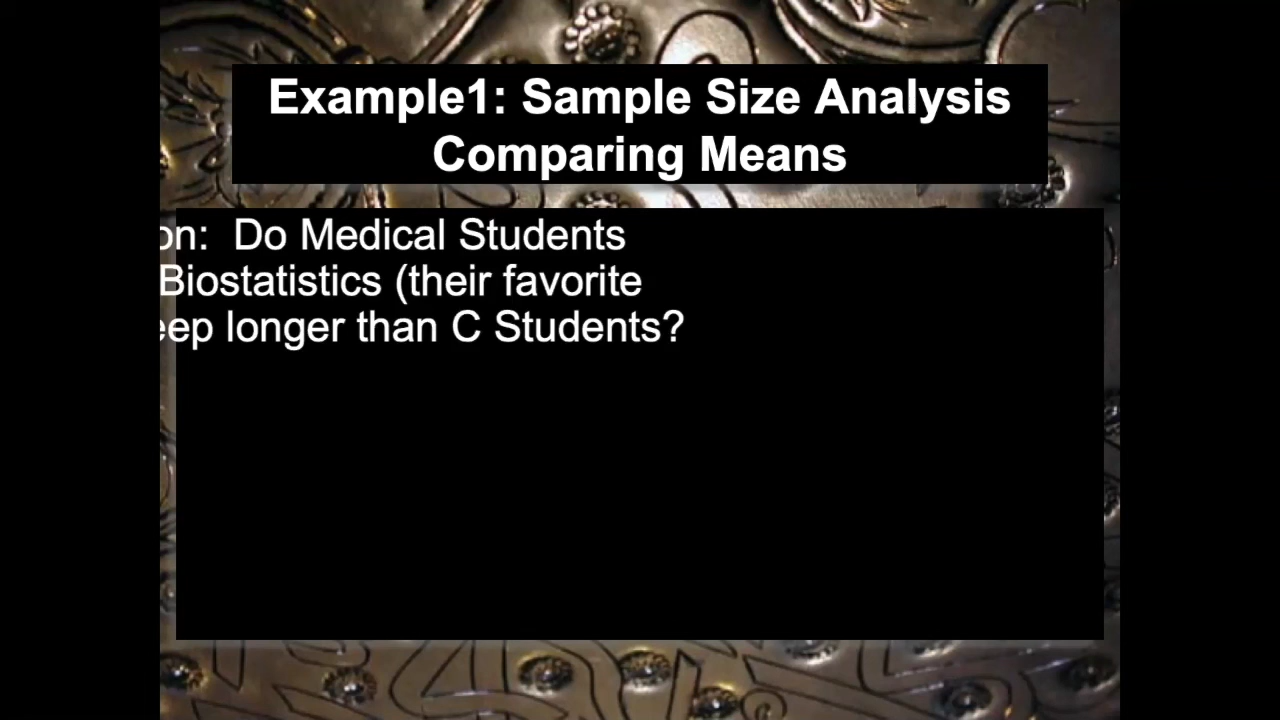 Example1: Sample Size Analysis
Comparing Means
on: Do Medical Students
Biostatistics (their favorite
eep longer than C Students?